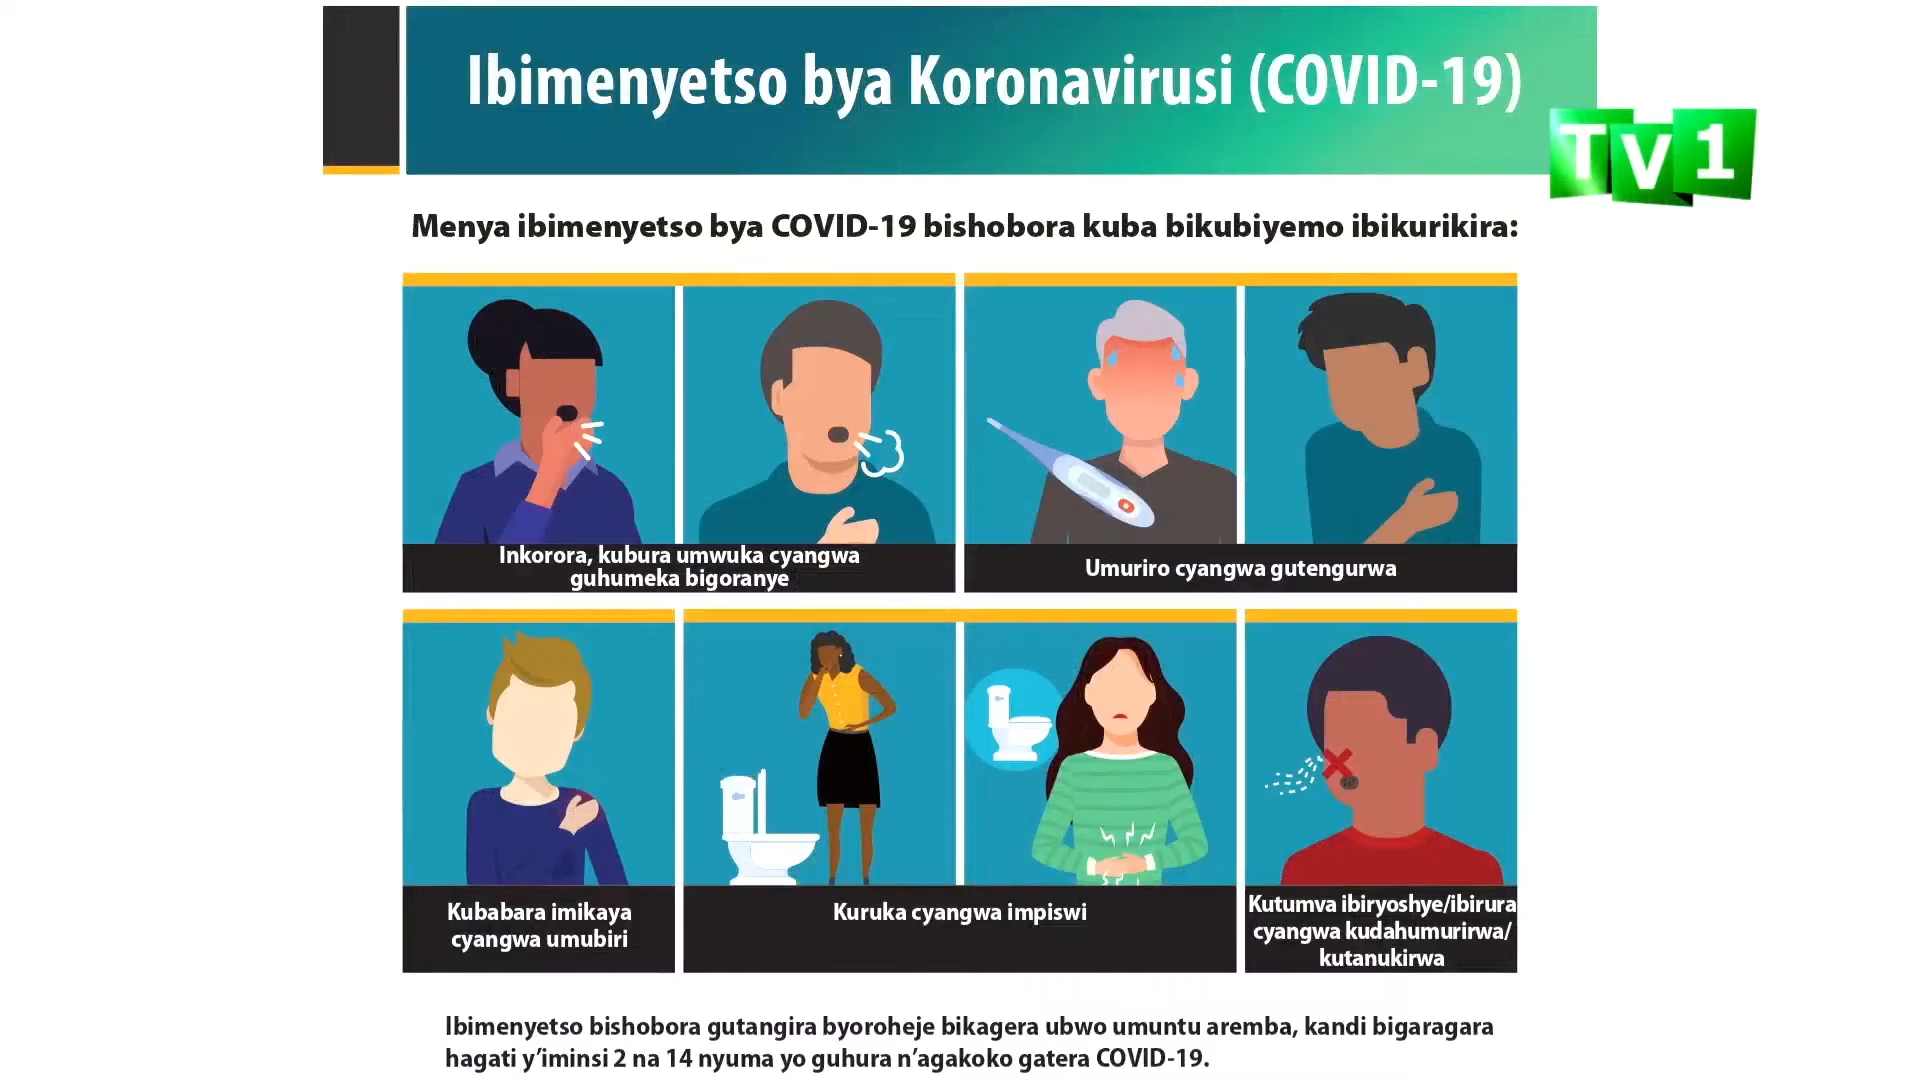 Ibimenyetso bya Koronavirusi (COVID-19)
TV1
Menya ibimenyetso bya COVID-19 bishobora kuba bikubiyemo ibikurikira:
Inkorora, kubura umwuka cyangwa
guhumeka bigoranye
Umuriro cyangwa gutengurwa
Kubabara imikaya
cyangwa umubiri
Kuruka cyangwa impiswi
Kutumva ibiryoshye/ibirura
cyangwa kudahumurirwa/
kutanukirwa
Ibimenyetso bishobora gutangira byoroheje bikagera ubwo umuntu aremba, kandi bigaragara
hagati y’iminsi 2 na 14 nyuma yo guhura n’agakoko gatera COVID-19.